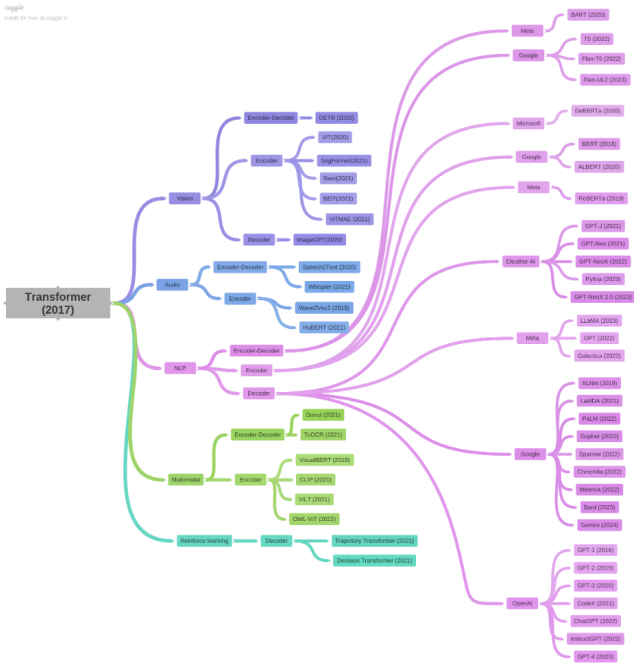 coggle
made for free at coggle.it
Transformer
(2017)
Vision
Encoder-Decoder
DETR (2020)
Encoder
ViT(2020)
SegFormer(2021)
Swin(2021)
BEiT(2021)
ViTMAE (2021)
Decoder
ImageGPT(2020)
Audio
Encoder-Decoder
Speech2Text (2020)
Whisper (2021)
Encoder
Wave2Vec2 (2019)
HuBERT (2021)
NLP
Encoder-Decoder
Meta
BART (2020)
Google
T5 (2022)
Flan-T5 (2022)
Flan-UL2 (2023)
Encoder
Microsoft
DeBERTa (2020)
Google
BERT (2018)
ALBERT (2020)
Meta
RoBERTa (2019)
Decoder
Eleuther AI
GPT-J (2021)
GPT-Neo (2021)
GPT-NeoX (2022)
Pythia (2023)
GPT-NeoX 2.0 (2023)
Meta
LLaMA (2023)
OPT (2022)
Galactica (2022)
Google
XLNet (2019)
LaMDA (2021)
PaLM (2022)
Gopher (2022)
Sparrow (2022)
Chinchilla (2022)
Minerva (2022)
Bard (2023)
Gemini (2024)
OpenAI
GPT-1 (2018)
GPT-2 (2019)
GPT-3 (2020)
CodeX (2021)
ChatGPT (2022)
InstructGPT (2022)
GPT-4 (2023)
Multimodal
Encoder-Decoder
Donut (2021)
TrOCR (2021)
Encoder
VisualBERT (2019)
CLIP (2021)
ViLT (2021)
OWL-ViT (2022)
Reinforce learning
Decoder
Trajectory Transformer (2021)
Decision Transformer (2021)